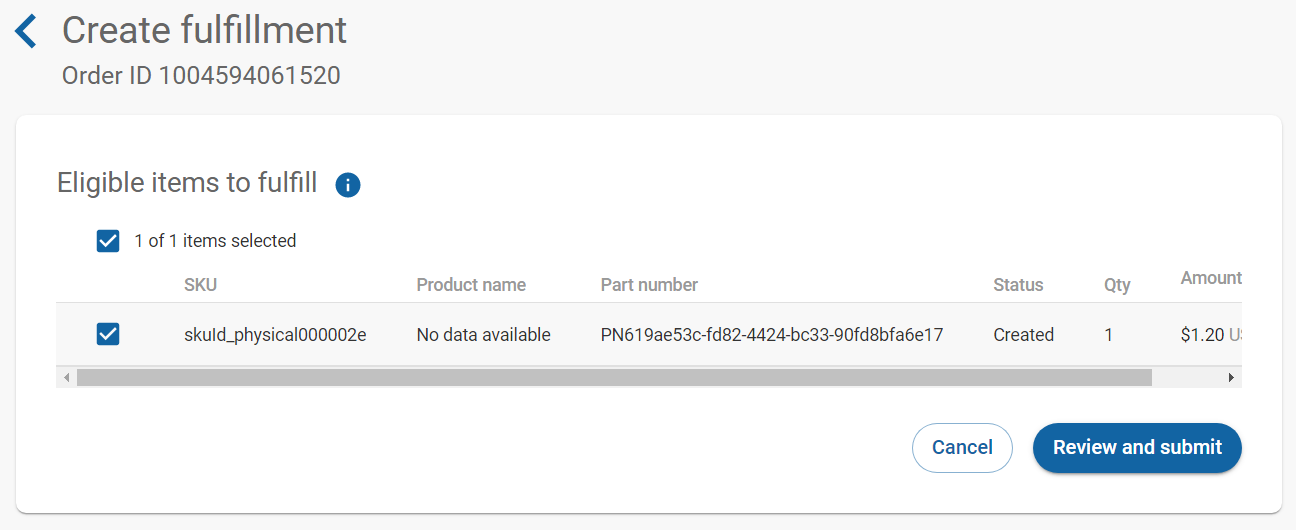 Create fulfillment
Order ID 1004594061520
Eligible items to fulfill
1 of 1 items selected
SKU Product name Part number Status Qty Amount
skuId_physical000002e No data available PN619ae53c-fd82-4424-bc33-90fd8bfa6e17 Created 1 $1.20
Cancel Review and submit